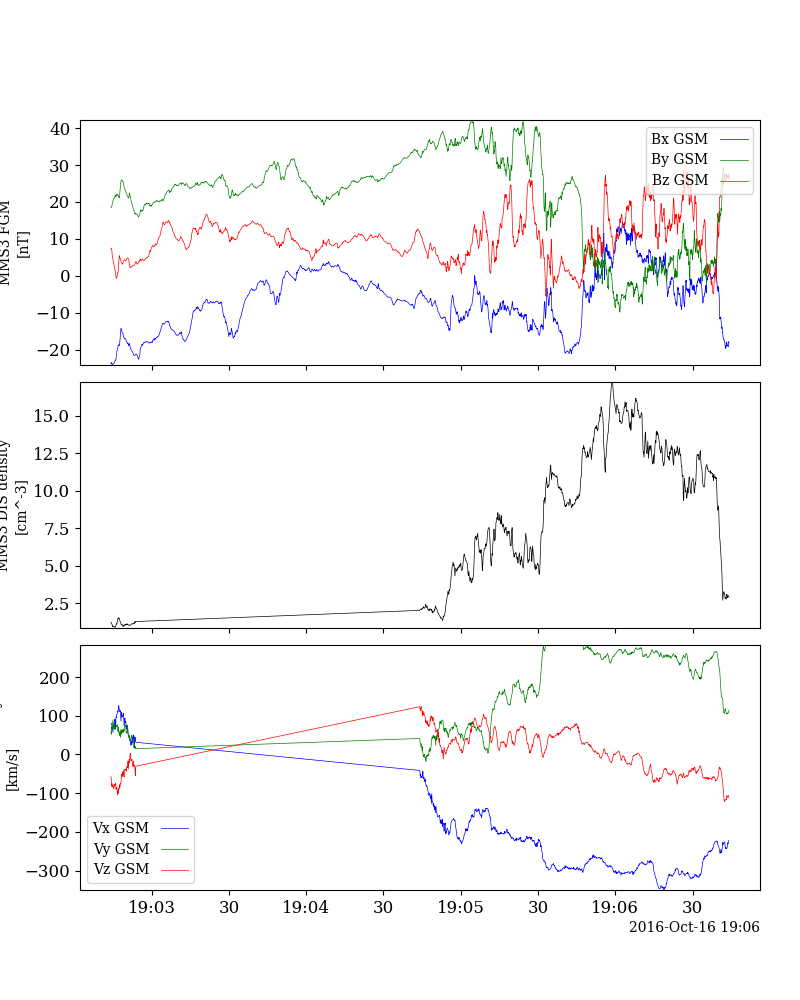 40
30
20
10
0
−10
−20
MMS3 FGM
[nT]
Bx GSM
By GSM
Bz GSM
15.0
12.5
10.0
7.5
5.0
2.5
MMS3 DIS density
[cm^-3]
200
100
0
−100
−200
−300
[km/s]
Vx GSM
Vy GSM
Vz GSM
19:03 30 19:04 30 19:05 30 19:06 30
2016-Oct-16 19:06